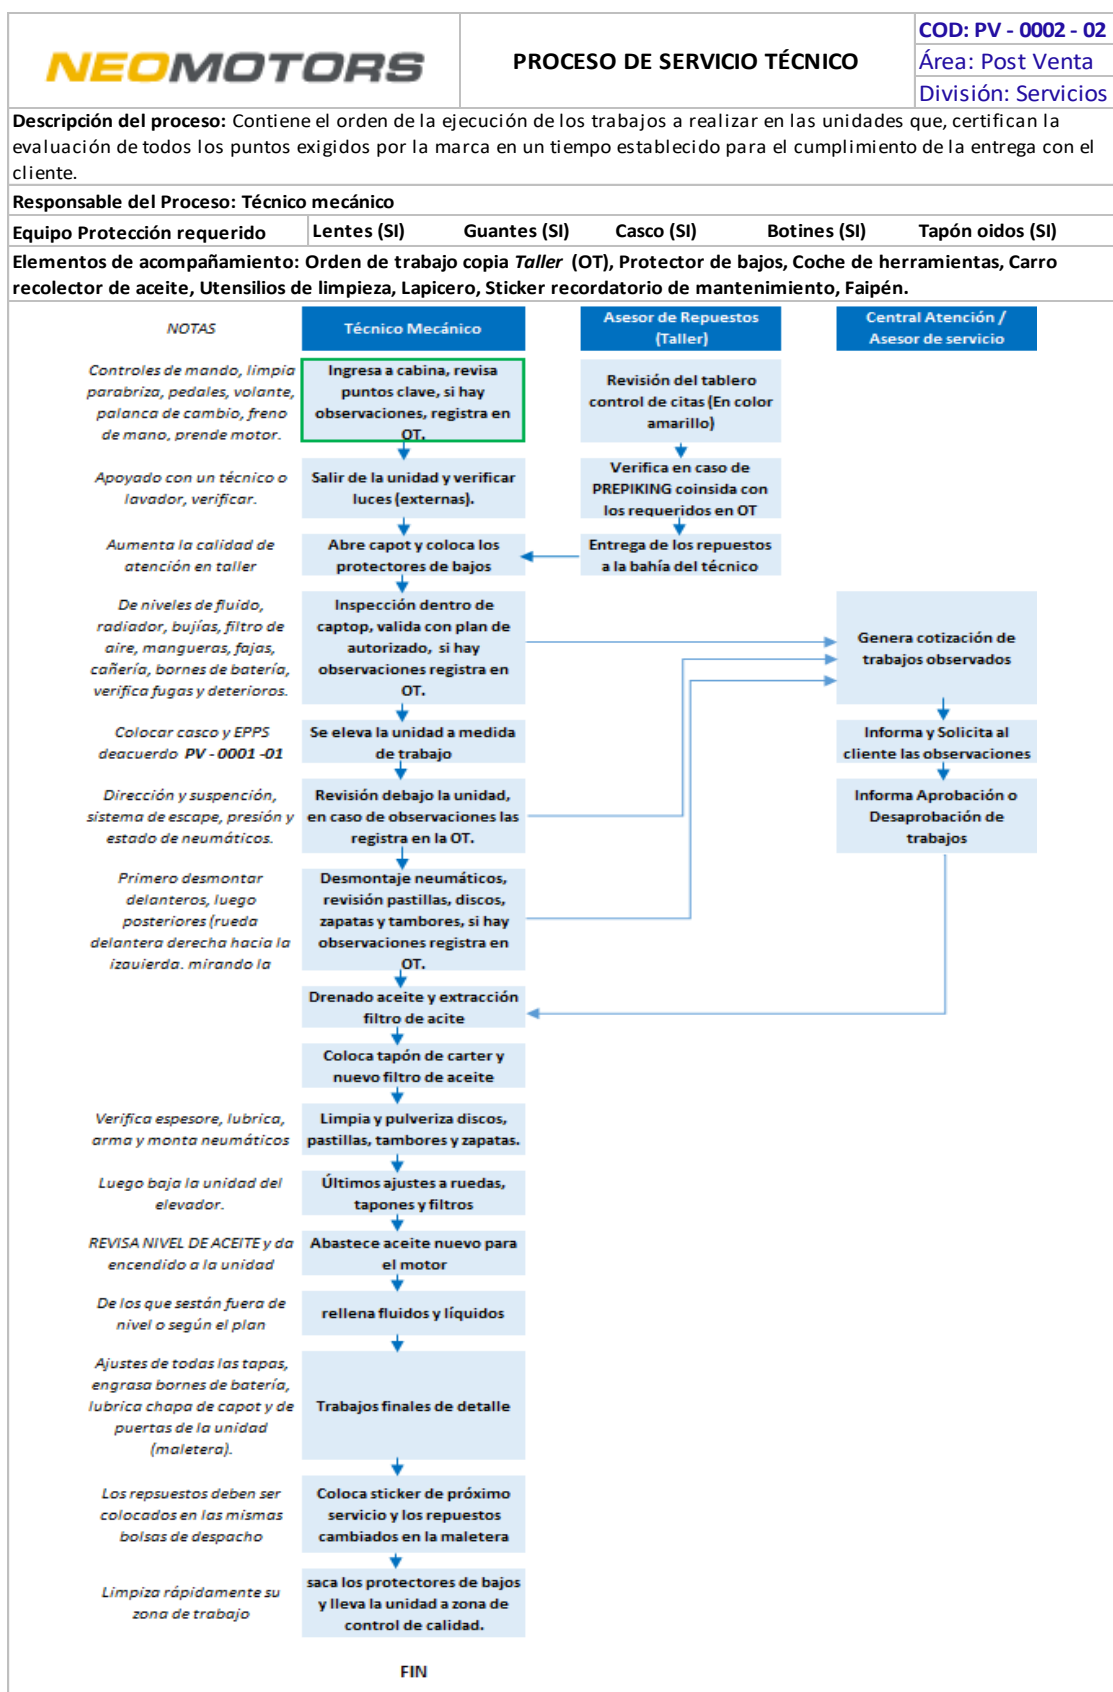 NEOMOTORS
PROCESO DE SERVICIO TÉCNICO
COD: PV - 0002 - 02
Área: Post Venta
División: Servicios
Descripción del proceso: Contiene el orden de la ejecución de los trabajos a realizar en las unidades que, certifican la
evaluación de todos los puntos exigidos por la marca en un tiempo establecido para el cumplimiento de la entrega con el
cliente.
Responsable del Proceso: Técnico mecánico
Equipo Protección requerido Lentes (SI) Guantes (SI) Casco (SI) Botines (SI) Tapón oidos (SI)
Elementos de acompañamiento: Orden de trabajo copia Taller (OT), Protector de bajos, Coche de herramientas, Carro
recolector de aceite, Utensilios de limpieza, Lapicero, Sticker recordatorio de mantenimiento, Faipén.
NOTAS
Técnico Mecánico
Asesor de Repuestos
(Taller)
Central Atención /
Asesor de servicio
Controles de mando, limpia
parabriza, pedales, volante,
palanca de cambio, freno
de mano, prende motor.
Ingresa a cabina, revisa
puntos clave, si hay
observaciones, registra en
OT.
Revisión del tablero
control de citas (En color
amarillo)
Apoyado con un técnico o
lavador, verificar.
Salir de la unidad y verificar
luces (externas).
Verifica en caso de
PREPIKING coinsida con
los requeridos en OT
Aumenta la calidad de
atención en taller
Abre capot y coloca los
protectores de bajos
Entrega de los repuestos
a la bahía del técnico
De niveles de fluido,
radiador, bujías, filtro de
aire, mangueras, fajas,
cañería, bornes de batería,
verifica fugas y deterioros.
Inspección dentro de
captop, valida con plan de
autorizado, si hay
observaciones registra en
OT.
Genera cotización de
trabajos observados
Colocar casco y EPPS
deacuerdo PV - 0001 -01
Se eleva la unidad a medida
de trabajo
Informa y Solicita al
cliente las observaciones
Dirección y suspención,
sistema de escape, presión y
estado de neumáticos.
Revisión debajo la unidad,
en caso de observaciones las
registra en la OT.
Informa Aprobación o
Desaprobación de
trabajos
Primero desmontar
delanteros, luego
posteriores (rueda
delantera derecha hacia la
izquierda. mirando la
Desmontaje neumáticos,
revisión pastillas, discos,
zapatas y tambores, si hay
observaciones registra en
OT.
Drenado aceite y extracción
filtro de acite
Coloca tapón de carter y
nuevo filtro de aceite
Verifica espesore, lubrica,
arma y monta neumáticos
Limpia y pulveriza discos,
pastillas, tambores y zapatas.
Luego baja la unidad del
elevador.
Últimos ajustes a ruedas,
tapones y filtros
REVISA NIVEL DE ACEITE y da
encendido a la unidad
Abastece aceite nuevo para
el motor
De los que sestán fuera de
nivel o según el plan
rellena fluidos y líquidos
Ajustes de todas las tapas,
engrasa bornes de batería,
lubrica chapa de capot y de
puertas de la unidad
(maletera).
Trabajos finales de detalle
Los repsuestos deben ser
colocados en las mismas
bolsas de despacho
Coloca sticker de próximo
servicio y los repuestos
cambiados en la maletera
Limpiza rápidamente su
zona de trabajo
saca los protectores de bajos
y lleva la unidad a zona de
control de calidad.
FIN